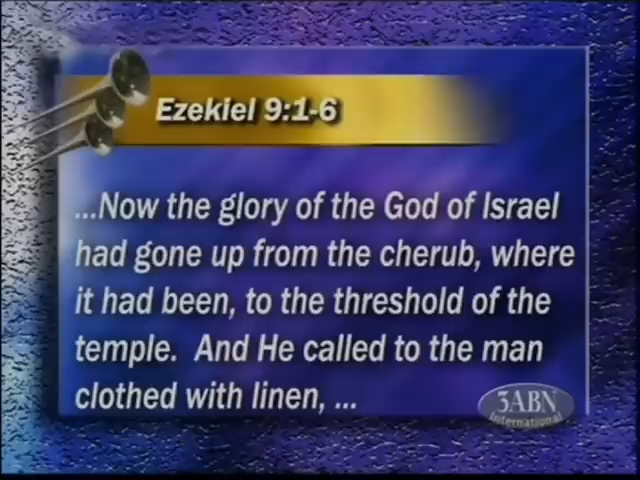 Ezekiel 9:1-6
...Now the glory of the God of Israel
had gone up from the cherub, where
it had been, to the threshold of the
temple.  And He called to the man
clothed with linen, ...
3ABN
International